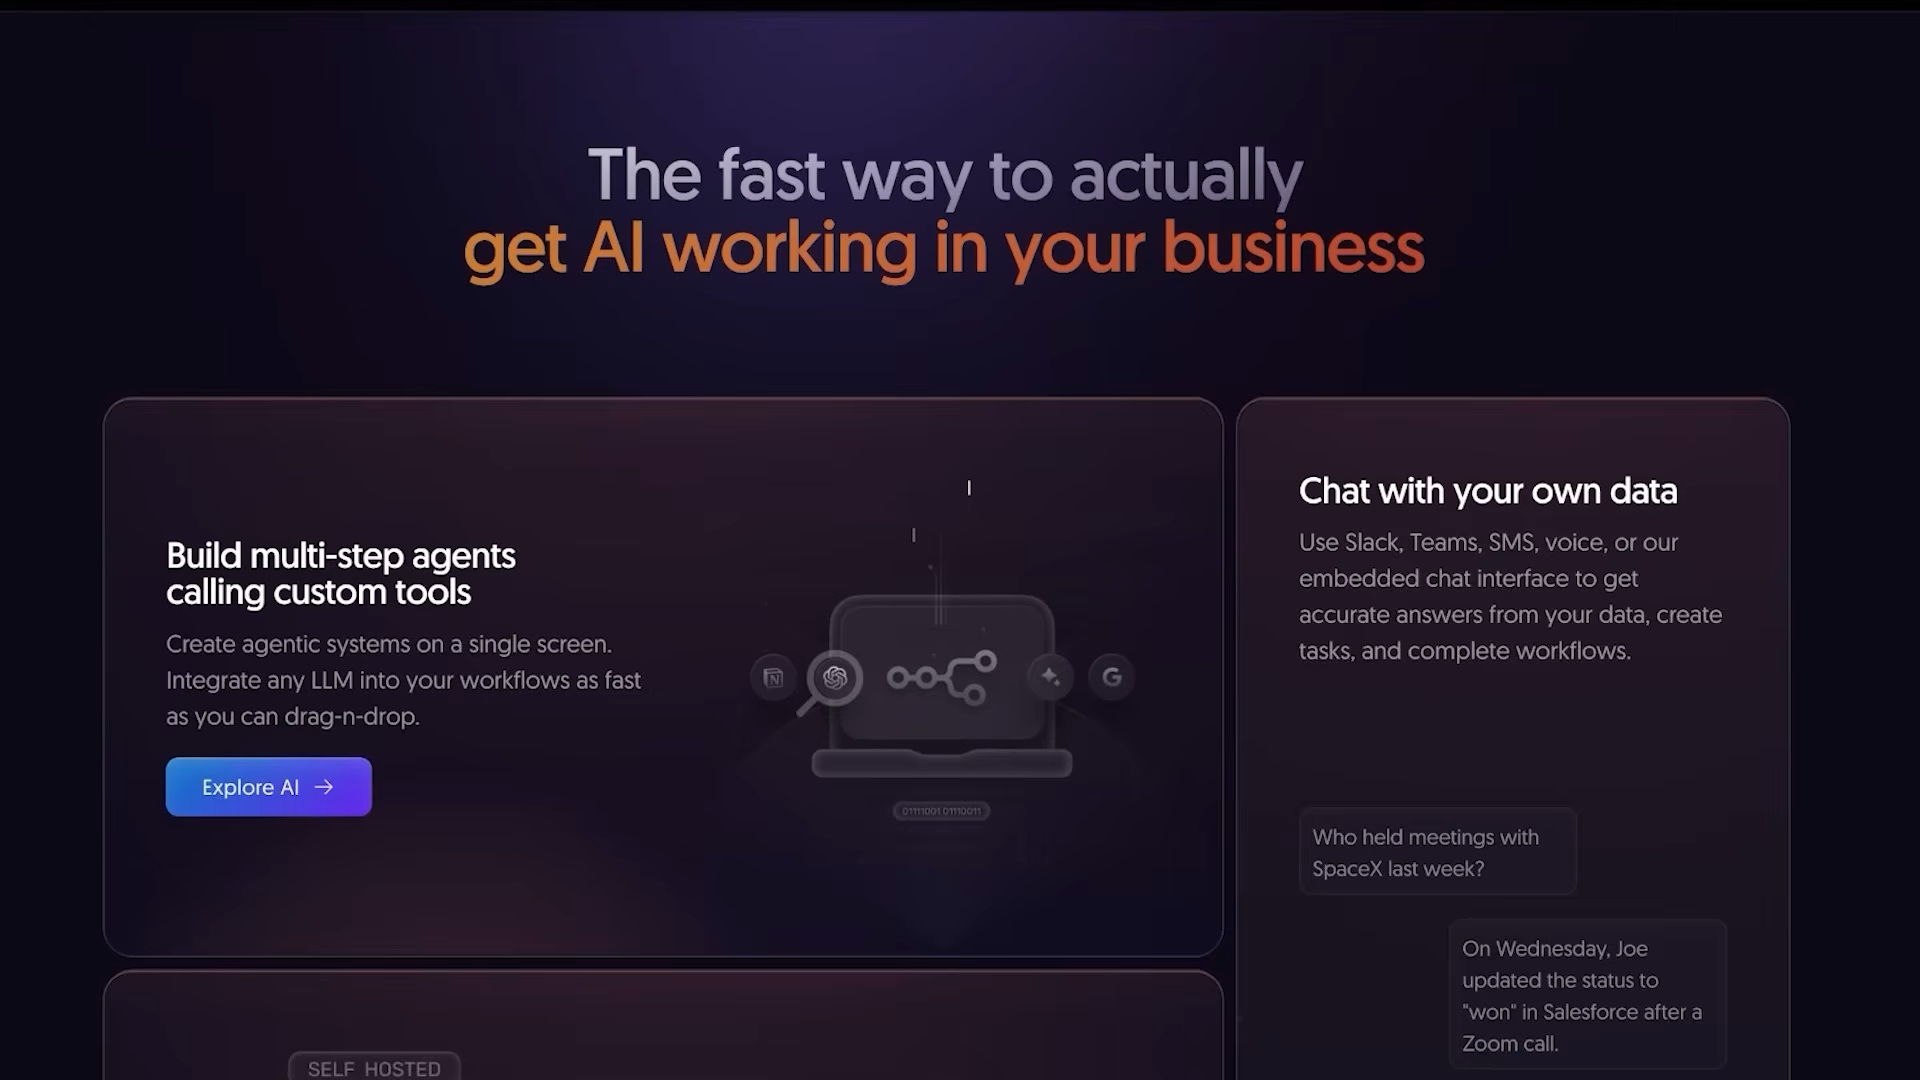 The fast way to actually
get AI working in your business
Build multi-step agents
calling custom tools
Create agentic systems on a single screen.
Integrate any LLM into your workflows as fast
as you can drag-n-drop.
Explore AI →
01111001 01110011
Chat with your own data
Use Slack, Teams, SMS, voice, or our
embedded chat interface to get
accurate answers from your data, create
tasks, and complete workflows.
Who held meetings with
SpaceX last week?
On Wednesday, Joe
updated the status to
"won" in Salesforce after a
Zoom call.
SELF HOSTED